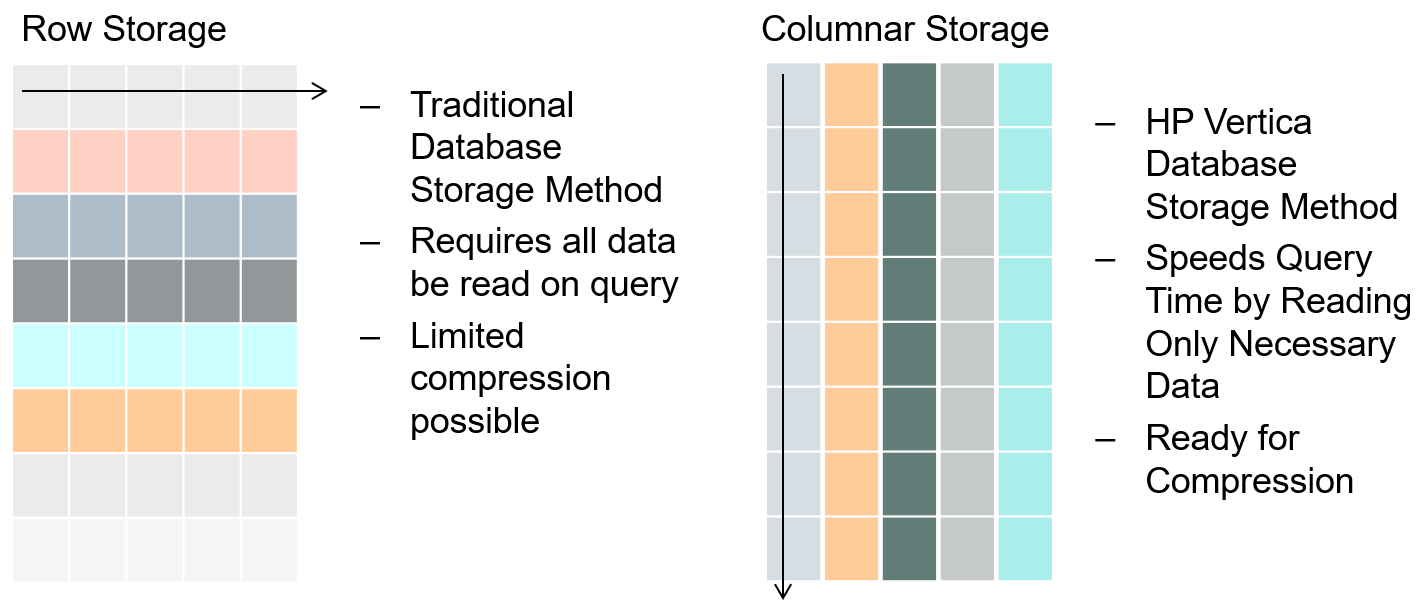 Row Storage
– Traditional
Database
Storage Method
– Requires all data
be read on query
– Limited
compression
possible
Columnar Storage
– HP Vertica
Database
Storage Method
– Speeds Query
Time by Reading
Only Necessary
Data
– Ready for
Compression